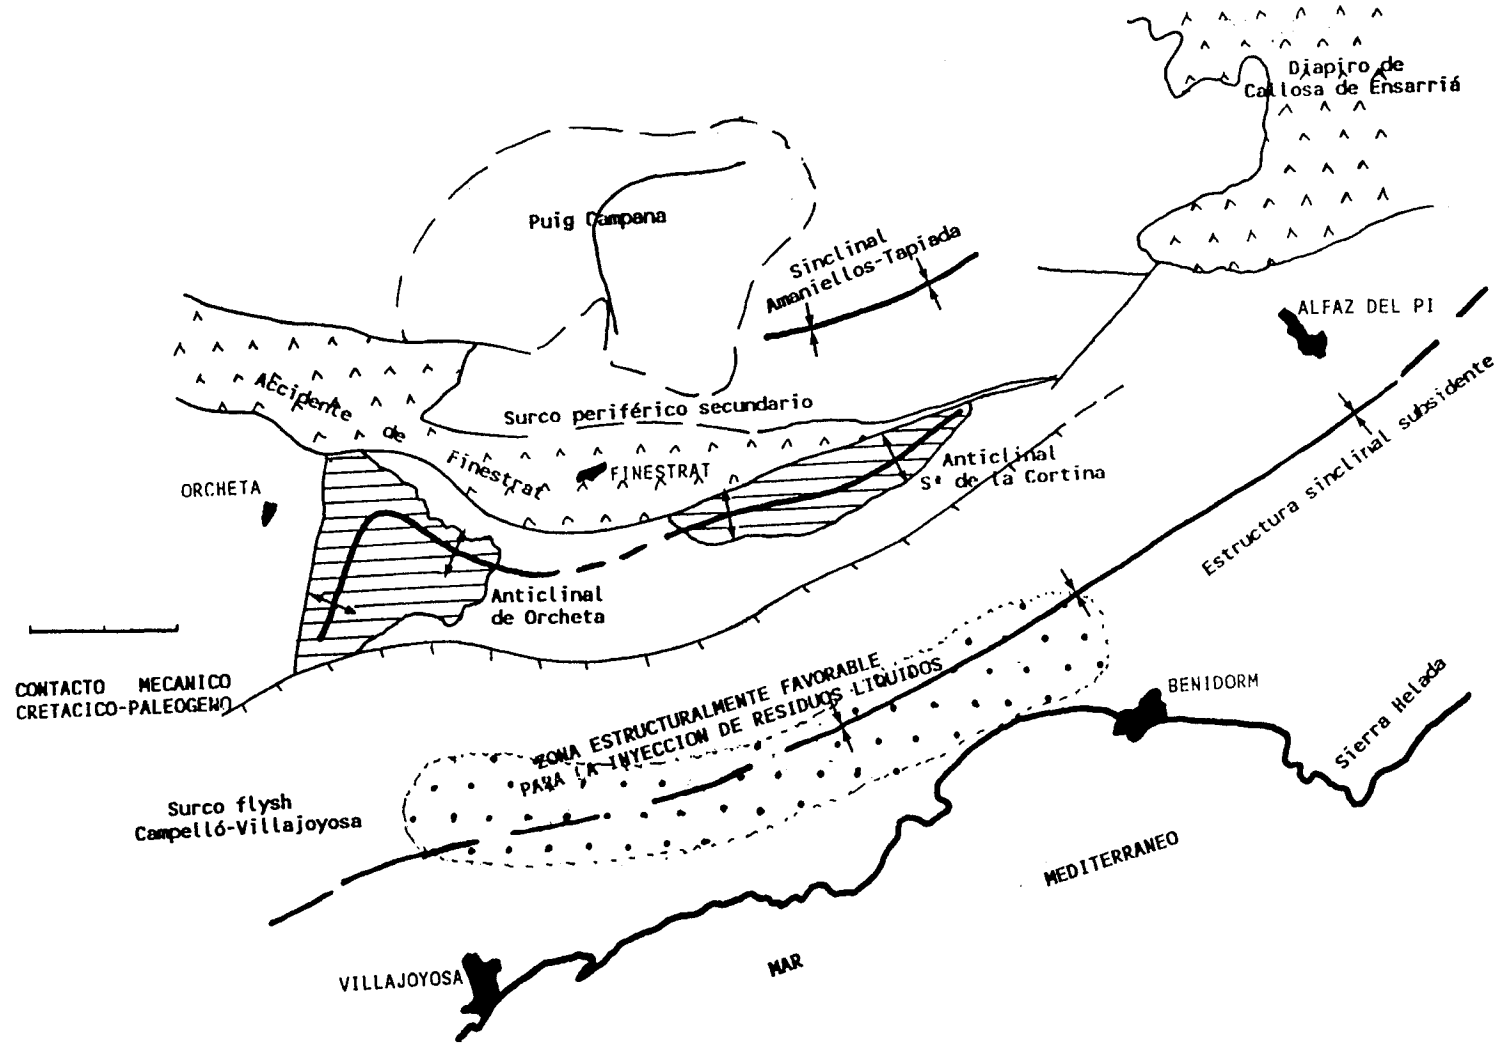 Diapiro de
Callosa de Ensarriá
Puig Campana
Sinclinal
Amaniellos-Tapiada
ALFAZ DEL PI
Accidente de Finestrat
Surco periférico secundario
FINESTRAT
ORCHETA
Anticlinal
Sª de la Cortina
Estructura sinclinal subsidente
Anticlinal
de Orcheta
CONTACTO MECANICO
CRETACICO-PALEOGENO
ZONA ESTRUCTURALMENTE FAVORABLE
PARA LA INYECCION DE RESIDUOS LIQUIDOS
BENIDORM
Sierra Helada
Surco flysh
Campelló-Villajoyosa
VILLAJOYOSA
MAR
MEDITERRANEO